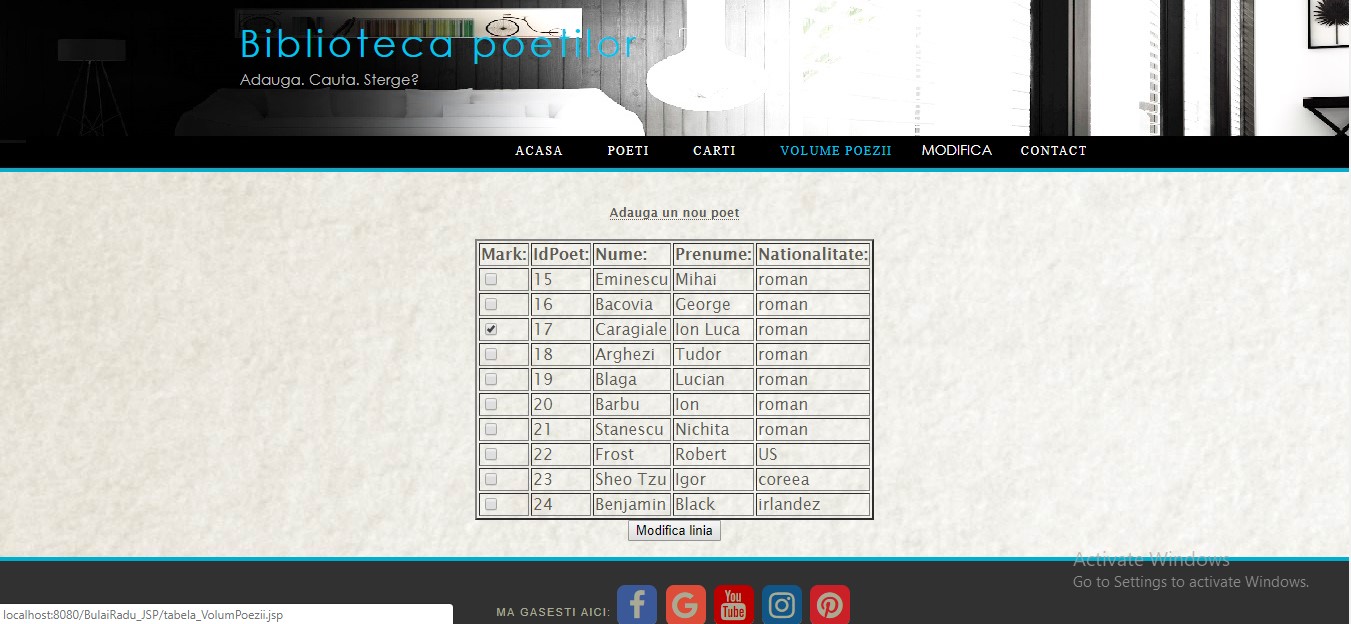 Biblioteca poetilor
Adauga. Cauta. Sterge?
ACASA POETI CARTI VOLUME POEZII MODIFICA CONTACT
Adauga un nou poet
Mark: IdPoet: Nume: Prenume: Nationalitate:
15 Eminescu Mihai roman
16 Bacovia George roman
17 Caragiale Ion Luca roman
18 Arghezi Tudor roman
19 Blaga Lucian roman
20 Barbu Ion roman
21 Stanescu Nichita roman
22 Frost Robert US
23 Sheo Tzu Igor coreea
24 Benjamin Black irlandez
Modifica linia
Activate Windows
Go to Settings to activate Windows.
MA GASESTI AICI: f G You Tube
localhost:8080/BulaiRadu_JSP/tabela_VolumPoezii.jsp